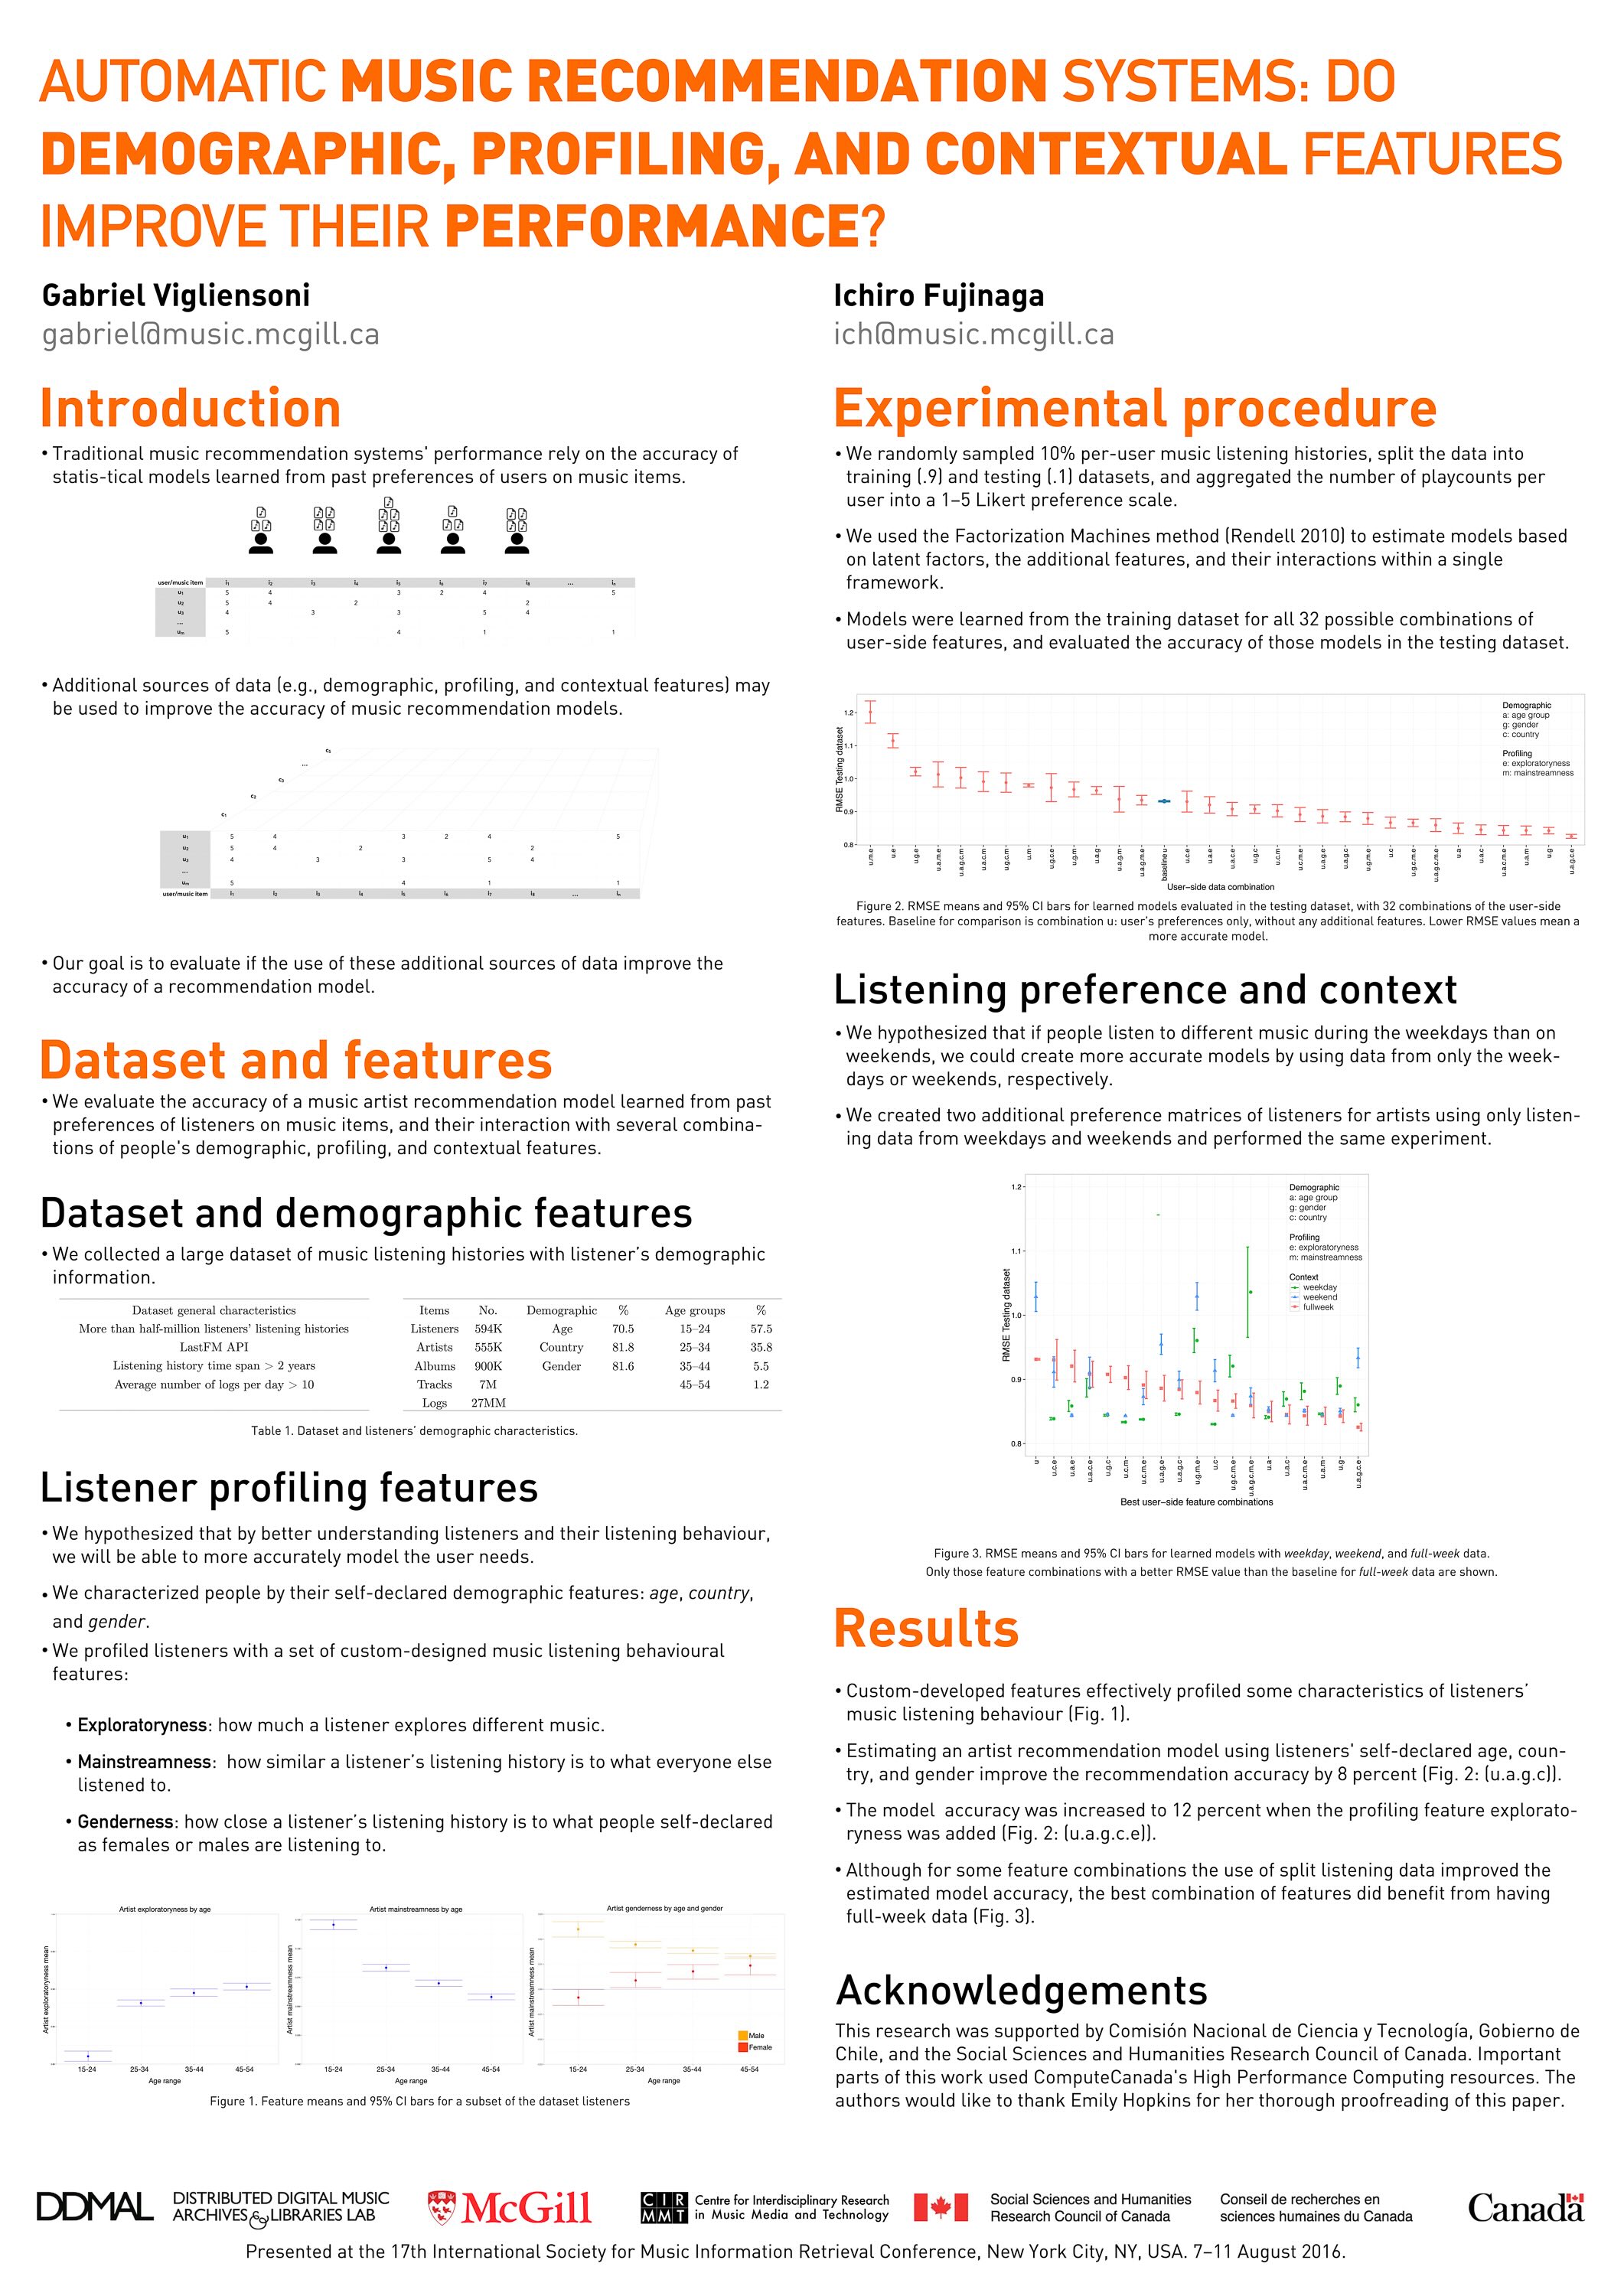 AUTOMATIC MUSIC RECOMMENDATION SYSTEMS: DO
DEMOGRAPHIC, PROFILING, AND CONTEXTUAL FEATURES
IMPROVE THEIR PERFORMANCE?
Gabriel Vigliensoni
gabriel@music.mcgill.ca
Ichiro Fujinaga
ich@music.mcgill.ca
Introduction
• Traditional music recommendation systems' performance rely on the accuracy of
statis-tical models learned from past preferences of users on music items.
user/music item i₁ i₂ i₃ i₄ i₅ i₆ i₇ i₈ ... iₙ
u₁ 5 4 3 2 4 5
u₂ 5 4 2 2
u₃ 4 3 3 5 4
...
uₘ 5 4 1 1
• Additional sources of data (e.g., demographic, profiling, and contextual features) may
be used to improve the accuracy of music recommendation models.
...
c₂
c₁
u₁ 5 4 3 2 4 5
u₂ 5 4 2 2
u₃ 4 3 3 5 4
...
uₘ 5 4 1 1
user/music item i₁ i₂ i₃ i₄ i₅ i₆ i₇ i₈ ... iₙ
• Our goal is to evaluate if the use of these additional sources of data improve the
accuracy of a recommendation model.
Dataset and features
• We evaluate the accuracy of a music artist recommendation model learned from past
preferences of listeners on music items, and their interaction with several combina-
tions of people's demographic, profiling, and contextual features.
Dataset and demographic features
• We collected a large dataset of music listening histories with listener's demographic
information.
Dataset general characteristics
More than half-million listeners' listening histories
LastFM API
Listening history time span > 2 years
Average number of logs per day > 10
Items No. Demographic % Age groups %
Listeners 594K Age 70.5 15–24 57.5
Artists 555K Country 81.8 25–34 35.8
Albums 900K Gender 81.6 35–44 5.5
Tracks 7M 45–54 1.2
Logs 27MM
Table 1. Dataset and listeners' demographic characteristics.
Listener profiling features
• We hypothesized that by better understanding listeners and their listening behaviour,
we will be able to more accurately model the user needs.
• We characterized people by their self-declared demographic features: age, country,
and gender.
• We profiled listeners with a set of custom-designed music listening behavioural
features:
• Exploratoryness: how much a listener explores different music.
• Mainstreamness: how similar a listener's listening history is to what everyone else
listened to.
• Genderness: how close a listener's listening history is to what people self-declared
as females or males are listening to.
Artist exploratoryness by age
Artist exploratoryness mean
15-24 25-34 35-44 45-54
Age range
Artist mainstreamness by age
Artist mainstreamness mean
15-24 25-34 35-44 45-54
Age range
Artist genderness by age and gender
Artist mainstreamness mean
Male
Female
15-24 25-34 35-44 45-54
Age range
Figure 1. Feature means and 95% CI bars for a subset of the dataset listeners
Experimental procedure
• We randomly sampled 10% per-user music listening histories, split the data into
training (.9) and testing (.1) datasets, and aggregated the number of playcounts per
user into a 1–5 Likert preference scale.
• We used the Factorization Machines method (Rendell 2010) to estimate models based
on latent factors, the additional features, and their interactions within a single
framework.
• Models were learned from the training dataset for all 32 possible combinations of
user-side features, and evaluated the accuracy of those models in the testing dataset.
RMSE Testing dataset
1.2
1.1
1.0
0.9
0.8
Demographic
a: age group
g: gender
c: country
Profiling
e: exploratoryness
m: mainstreamness
u.m.e u.e u.g.e u.a.m.e u.a.g.c.m u.a.c.m u.g.c.m u.m u.g.c.e u.g.m u.a.g u.a.g.m u.a.g.m.e baseline u u.c.e u.a.e u.a.c.e u.g.c u.c.m u.c.m.e u.a.g.e u.a.g.c u.g.m.e u.c u.g.c.m.e u.a.g.c.m.e u.a u.a.c u.a.c.m.e u.a.m u.g u.a.g.c.e
User–side data combination
Figure 2. RMSE means and 95% CI bars for learned models evaluated in the testing dataset, with 32 combinations of the user-side
features. Baseline for comparison is combination u: user's preferences only, without any additional features. Lower RMSE values mean a
more accurate model.
Listening preference and context
• We hypothesized that if people listen to different music during the weekdays than on
weekends, we could create more accurate models by using data from only the week-
days or weekends, respectively.
• We created two additional preference matrices of listeners for artists using only listen-
ing data from weekdays and weekends and performed the same experiment.
RMSE Testing dataset
1.2
1.1
1.0
0.9
0.8
Demographic
a: age group
g: gender
c: country
Profiling
e: exploratoryness
m: mainstreamness
Context
weekday
weekend
fullweek
u u.c.e u.a.e u.a.c.e u.g.c u.c.m u.c.m.e u.a.g.e u.a.g.c u.g.m.e u.c u.g.c.m.e u.a.g.c.m.e u.a u.a.c u.a.c.m.e u.a.m u.g u.a.g.c.e
Best user–side feature combinations
Figure 3. RMSE means and 95% CI bars for learned models with weekday, weekend, and full-week data.
Only those feature combinations with a better RMSE value than the baseline for full-week data are shown.
Results
• Custom-developed features effectively profiled some characteristics of listeners'
music listening behaviour (Fig. 1).
• Estimating an artist recommendation model using listeners' self-declared age, coun-
try, and gender improve the recommendation accuracy by 8 percent (Fig. 2: (u.a.g.c)).
• The model accuracy was increased to 12 percent when the profiling feature explorato-
ryness was added (Fig. 2: (u.a.g.c.e)).
• Although for some feature combinations the use of split listening data improved the
estimated model accuracy, the best combination of features did benefit from having
full-week data (Fig. 3).
Acknowledgements
This research was supported by Comisión Nacional de Ciencia y Tecnología, Gobierno de
Chile, and the Social Sciences and Humanities Research Council of Canada. Important
parts of this work used ComputeCanada's High Performance Computing resources. The
authors would like to thank Emily Hopkins for her thorough proofreading of this paper.
DDMAL
DISTRIBUTED DIGITAL MUSIC
ARCHIVES & LIBRARIES LAB
McGill
CIR
MMT
Centre for Interdisciplinary Research
in Music Media and Technology
Social Sciences and Humanities
Research Council of Canada
Conseil de recherches en
sciences humaines du Canada
Canada
Presented at the 17th International Society for Music Information Retrieval Conference, New York City, NY, USA. 7–11 August 2016.